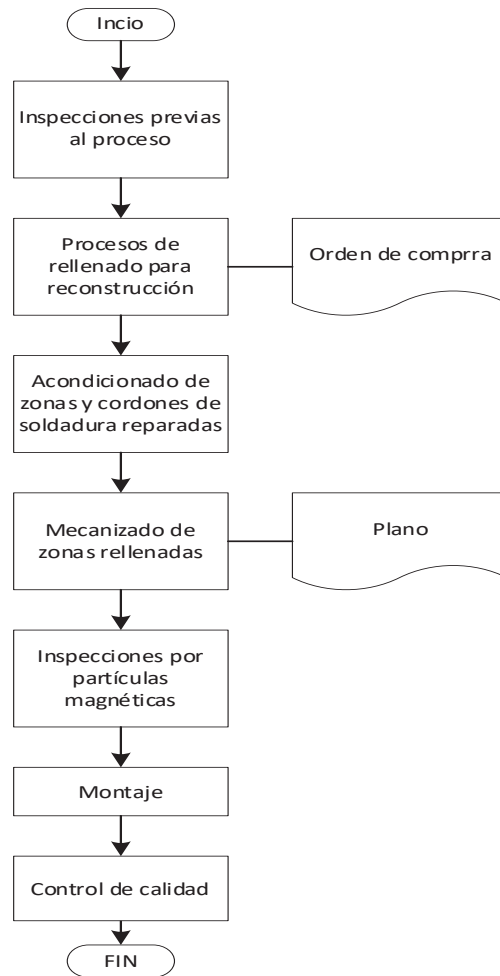 Incio
Inspecciones previas
al proceso
Procesos de
rellenado para
reconstrucción
Orden de comprra
Acondicionado de
zonas y cordones de
soldadura reparadas
Mecanizado de
zonas rellenadas
Plano
Inspecciones por
partículas
magnéticas
Montaje
Control de calidad
FIN